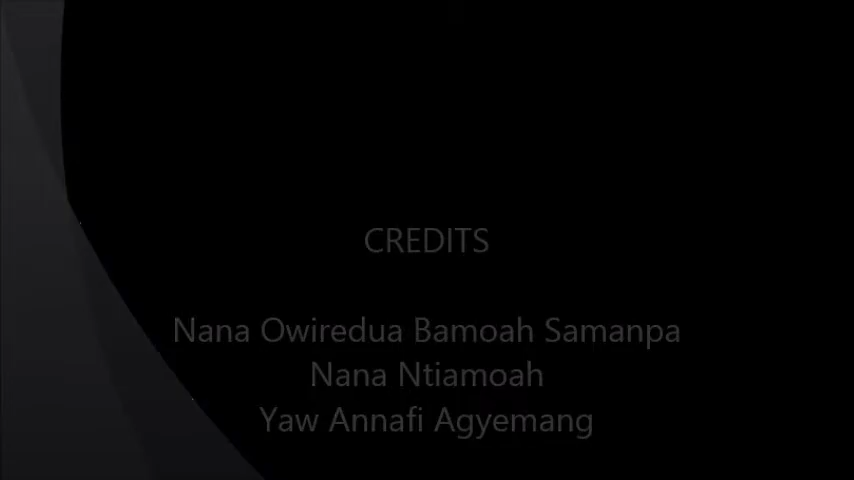 CREDITS
Nana Owiredua Bamoah Samanpa
Nana Ntiamoah
Yaw Annafi Agyemang